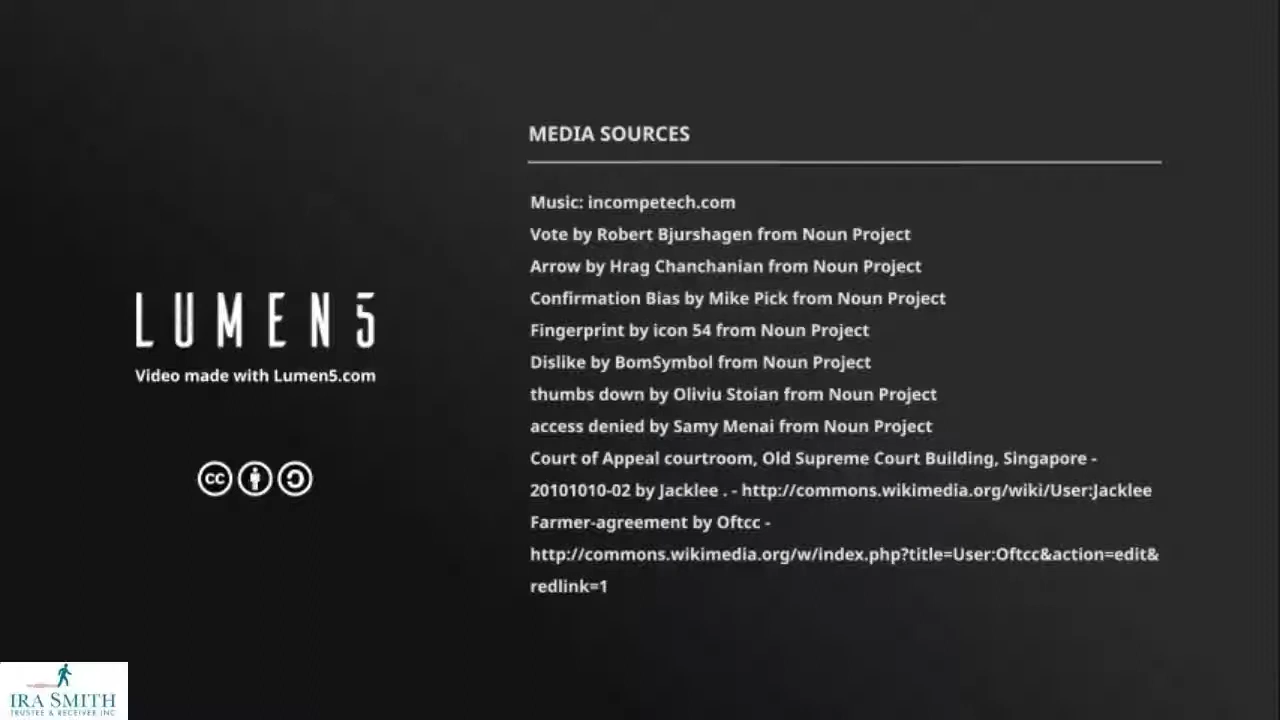 MEDIA SOURCES
Music: incompetech.com
Vote by Robert Bjurshagen from Noun Project
Arrow by Hrag Chanchanian from Noun Project
Confirmation Bias by Mike Pick from Noun Project
Fingerprint by icon 54 from Noun Project
Dislike by BomSymbol from Noun Project
thumbs down by Oliviu Stoian from Noun Project
access denied by Samy Menai from Noun Project
Court of Appeal courtroom, Old Supreme Court Building, Singapore -
20101010-02 by Jacklee . - http://commons.wikimedia.org/wiki/User:Jacklee
Farmer-agreement by Oftcc -
http://commons.wikimedia.org/w/index.php?title=User:Oftcc&action=edit&
redlink=1
LUMEN5
Video made with Lumen5.com
cc
IRA SMITH
TRUSTEE & RECEIVER INC